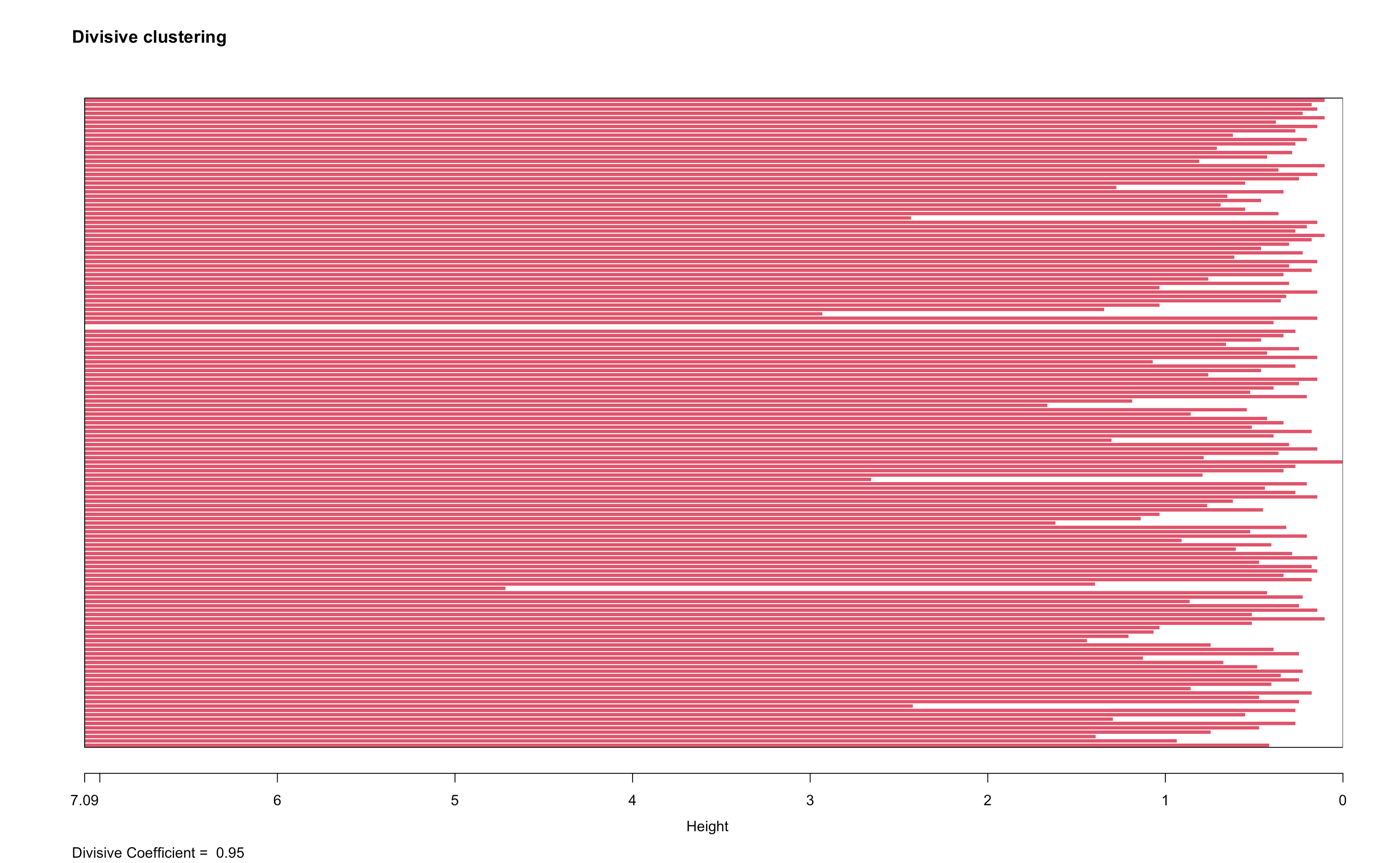 Divisive clustering
7.09 6 5 4 3 2 1 0
Height
Divisive Coefficient = 0.95